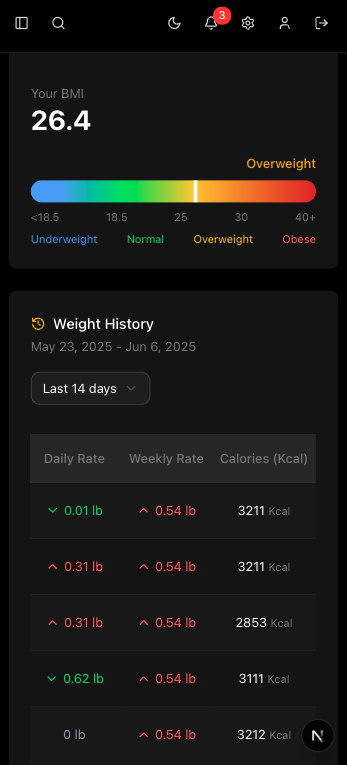 3
Your BMI
26.4
Overweight
<18.5 18.5 25 30 40+
Underweight Normal Overweight Obese
Weight History
May 23, 2025 - Jun 6, 2025
Last 14 days
Daily Rate Weekly Rate Calories (Kcal)
0.01 lb 0.54 lb 3211 Kcal
0.31 lb 0.54 lb 3211 Kcal
0.31 lb 0.54 lb 2853 Kcal
0.62 lb 0.54 lb 3111 Kcal
0 lb 0.54 lb 3212 Kcal
N